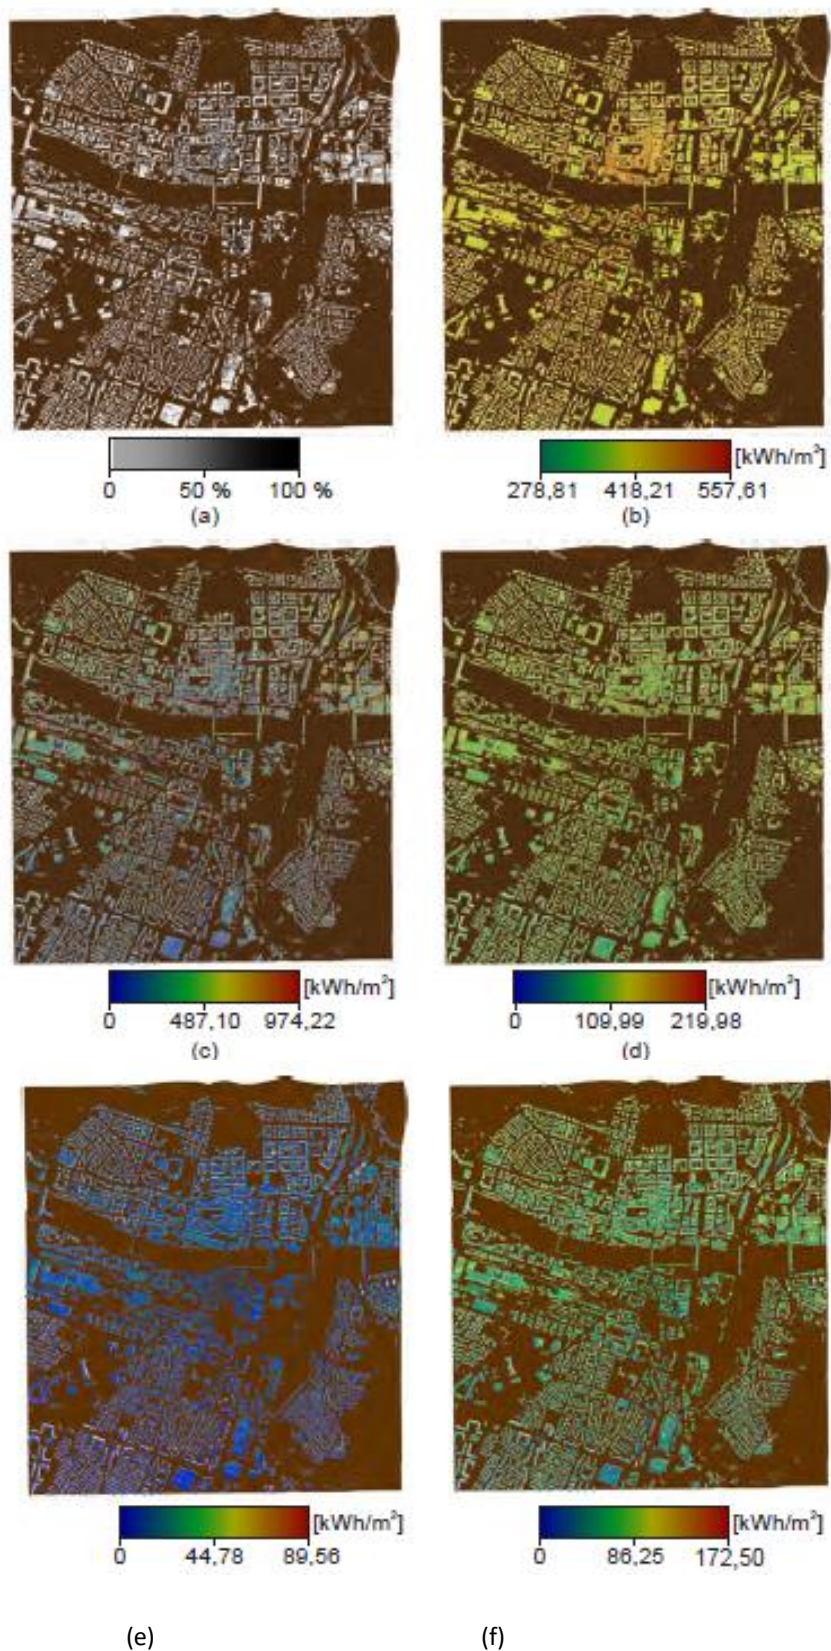 0 50 % 100 %
(a)
[kWh/m²]
278,81 418,21 557,61
(b)
[kWh/m²]
0 487,10 974,22
(c)
[kWh/m²]
0 109,99 219,98
(d)
[kWh/m²]
0 44,78 89,56
[kWh/m²]
0 86,25 172,50
(e) (f)